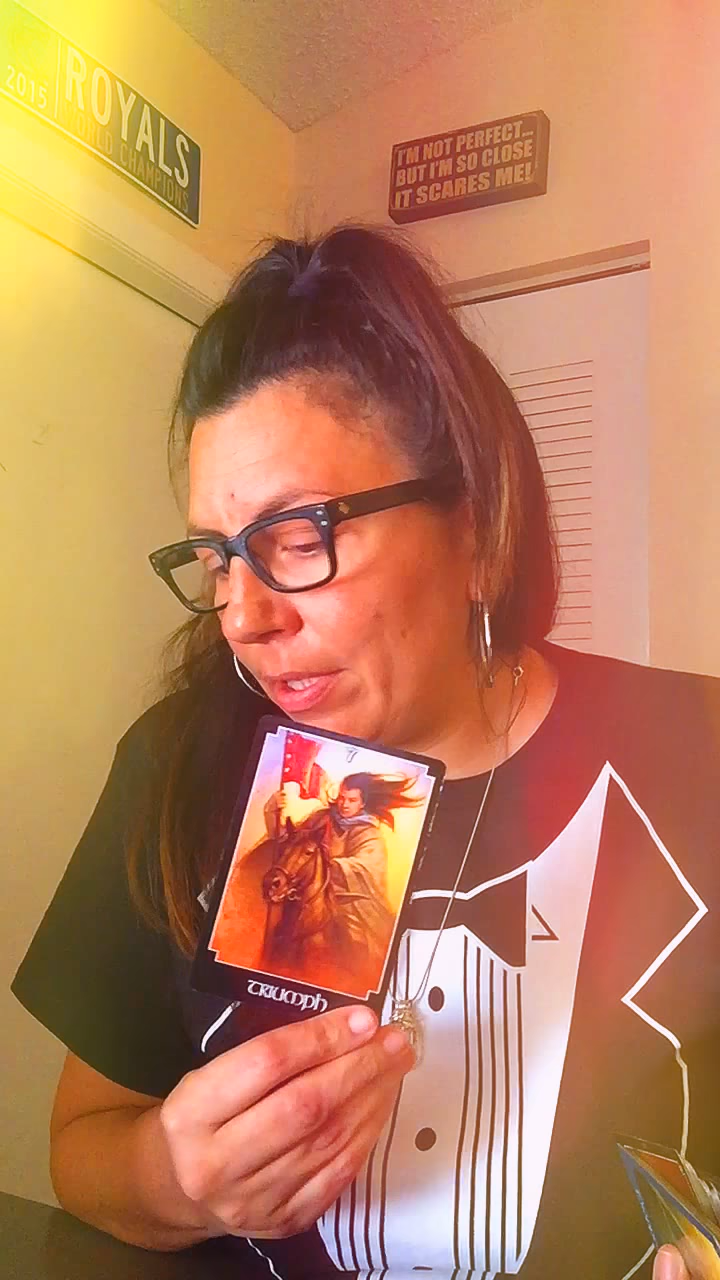 2015 ROYALS
WORLD CHAMPIONS
I'M NOT PERFECT...
BUT I'M SO CLOSE
IT SCARES ME!
7
TRIUMPH